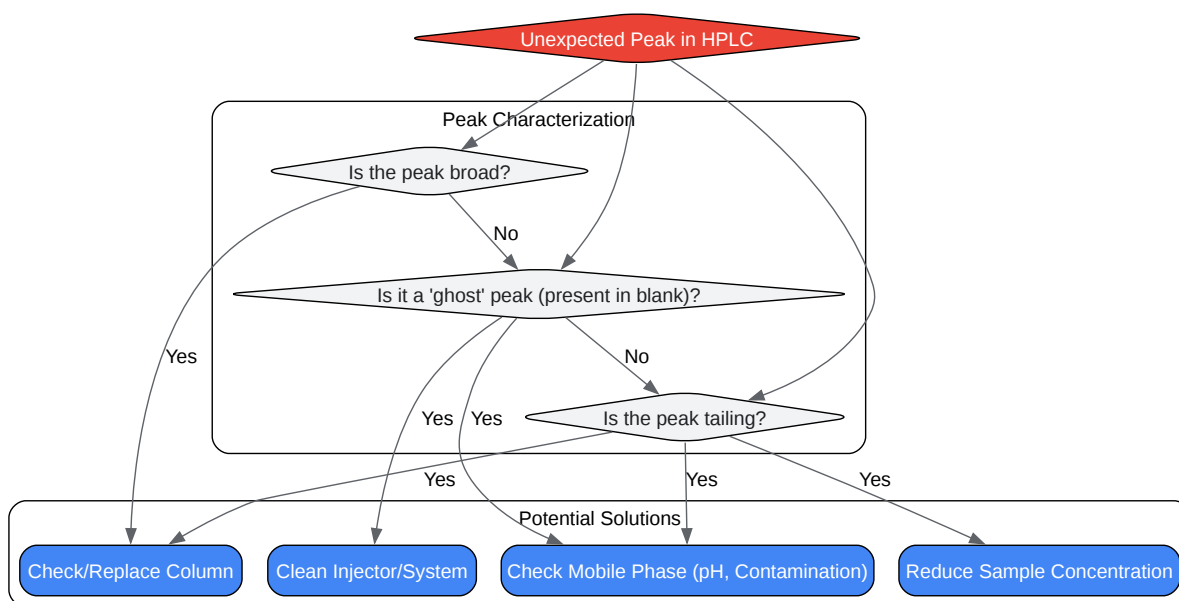 Unexpected Peak in HPLC
Peak Characterization
Is the peak broad?
No
Is it a 'ghost' peak (present in blank)?
Yes
No
Yes
Yes
Is the peak tailing?
Yes
Yes
Yes
Potential Solutions
Check/Replace Column
Clean Injector/System
Check Mobile Phase (pH, Contamination)
Reduce Sample Concentration